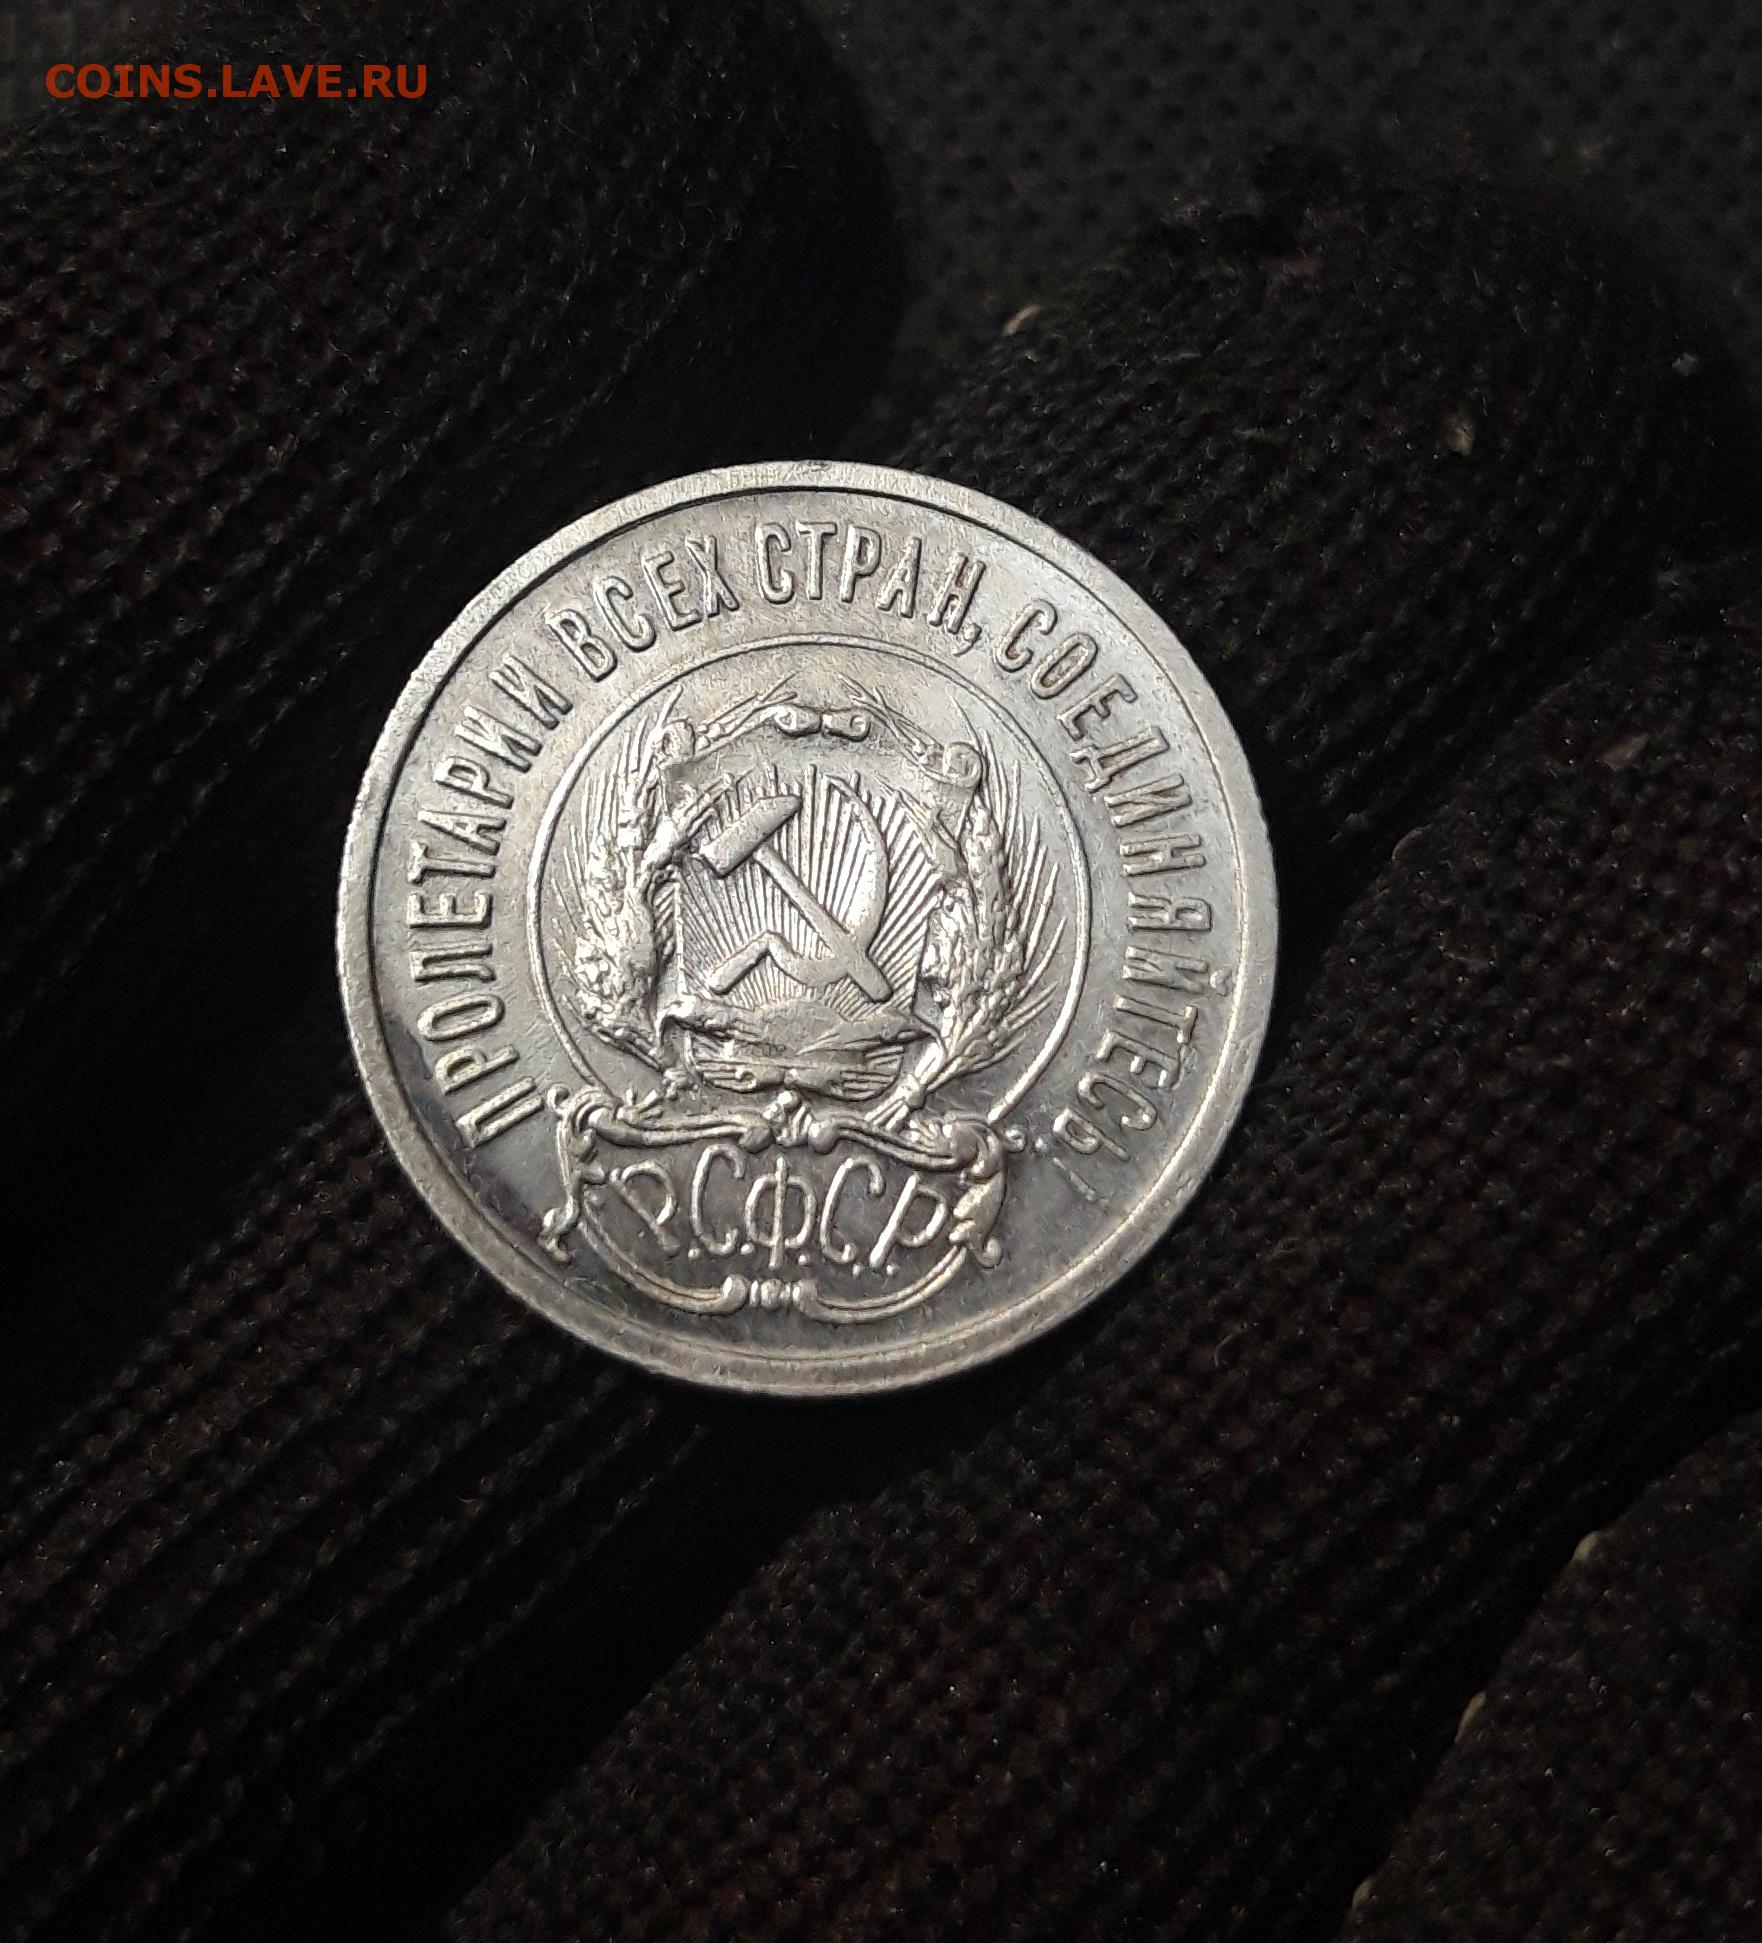 COINS.LAVE.RU
ПРОЛЕТАРИИ ВСЕХ СТРАН, СОЕДИНЯЙТЕСЬ!
Р.С.Ф.С.Р.